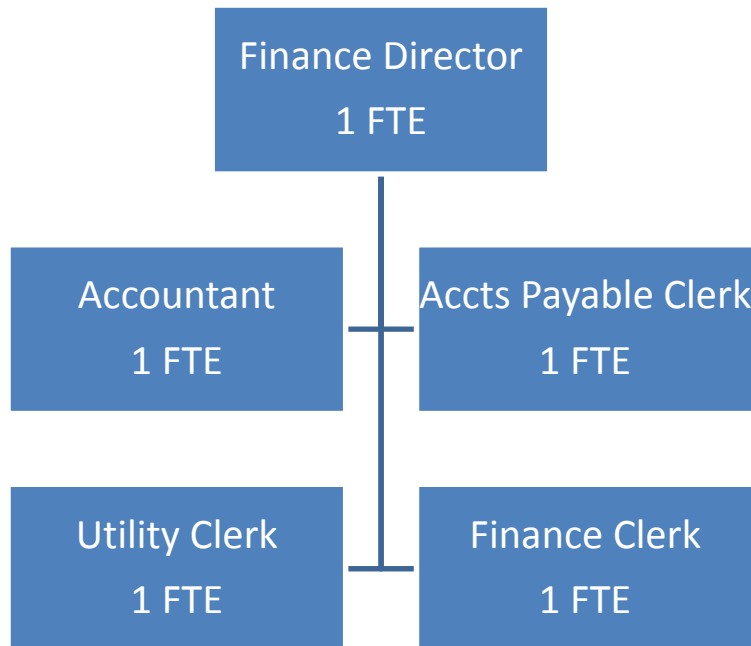 Finance Director
1 FTE
Accountant
1 FTE
Accts Payable Clerk
1 FTE
Utility Clerk
1 FTE
Finance Clerk
1 FTE